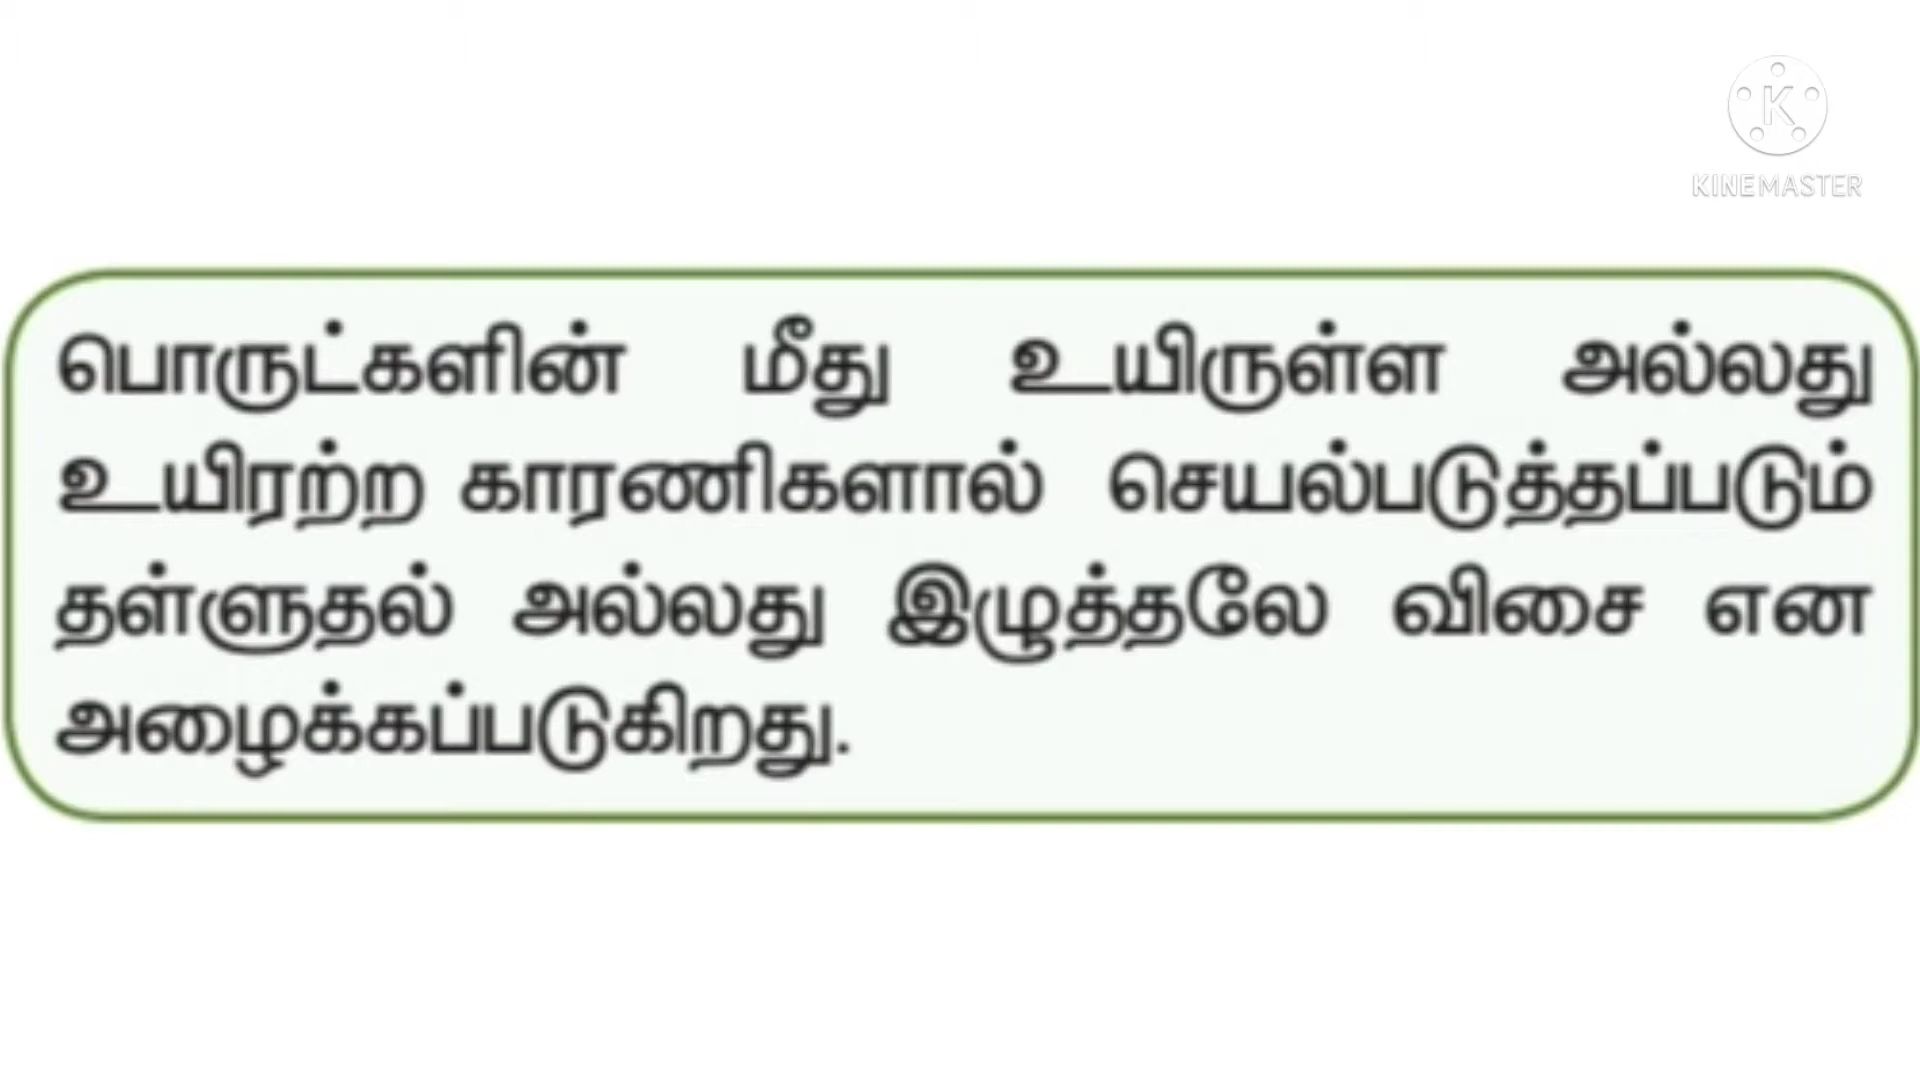 KINEMASTER
பொருட்களின் மீது உயிருள்ள அல்லது
உயிரற்ற காரணிகளால் செயல்படுத்தப்படும்
தள்ளுதல் அல்லது இழுத்தலே விசை என
அழைக்கப்படுகிறது.